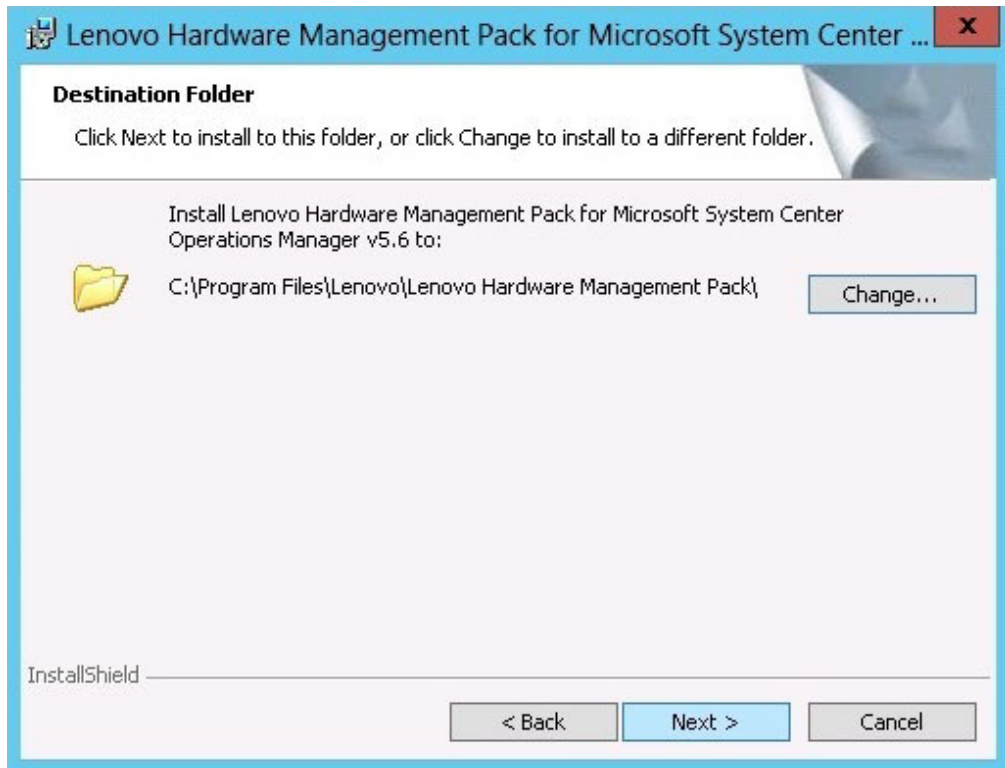 Lenovo Hardware Management Pack for Microsoft System Center ...
Destination Folder
Click Next to install to this folder, or click Change to install to a different folder.
Install Lenovo Hardware Management Pack for Microsoft System Center
Operations Manager v5.6 to:
C:\Program Files\Lenovo\Lenovo Hardware Management Pack\
Change...
InstallShield
< Back
Next >
Cancel